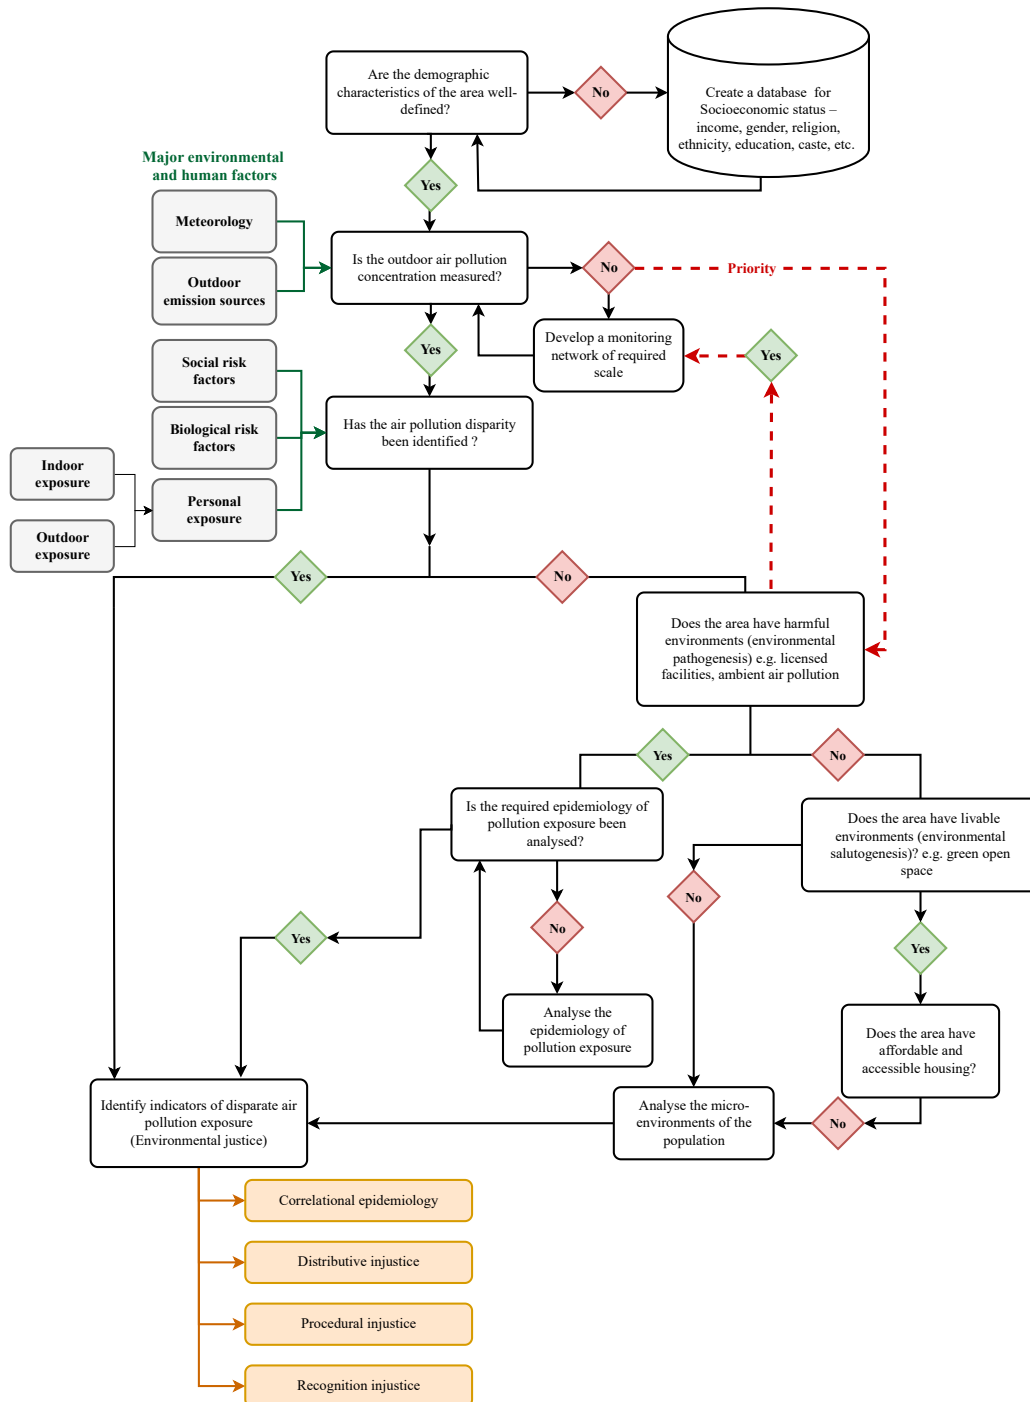 Are the demographic
characteristics of the area well-
defined?
No
Create a database  for
Socioeconomic status –
income, gender, religion,
ethnicity, education, caste, etc.
Yes
Major environmental
and human factors
Meteorology
Outdoor
emission sources
Is the outdoor air pollution
concentration measured?
No
Priority
Develop a monitoring
network of required
scale
Yes
Yes
Social risk
factors
Biological risk
factors
Personal
exposure
Indoor
exposure
Outdoor
exposure
Has the air pollution disparity
been identified ?
Yes
No
Does the area have harmful
environments (environmental
pathogenesis) e.g. licensed
facilities, ambient air pollution
Yes
No
Is the required epidemiology of
pollution exposure been
analysed?
Does the area have livable
environments (environmental
salutogenesis)? e.g. green open
space
No
No
Yes
Yes
Analyse the
epidemiology of
pollution exposure
Does the area have
affordable and
accessible housing?
Identify indicators of disparate air
pollution exposure
(Environmental justice)
Analyse the micro-
environments of the
population
No
Correlational epidemiology
Distributive injustice
Procedural injustice
Recognition injustice